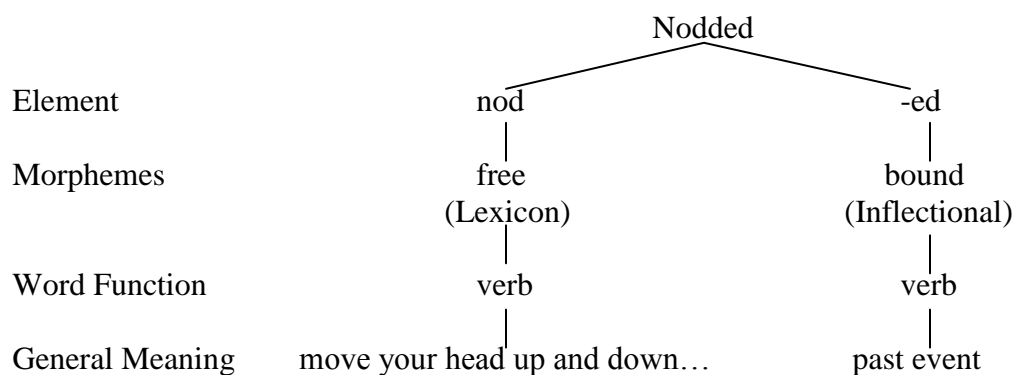 Nodded
Element nod -ed
Morphemes free bound
(Lexicon) (Inflectional)
Word Function verb verb
General Meaning move your head up and down… past event